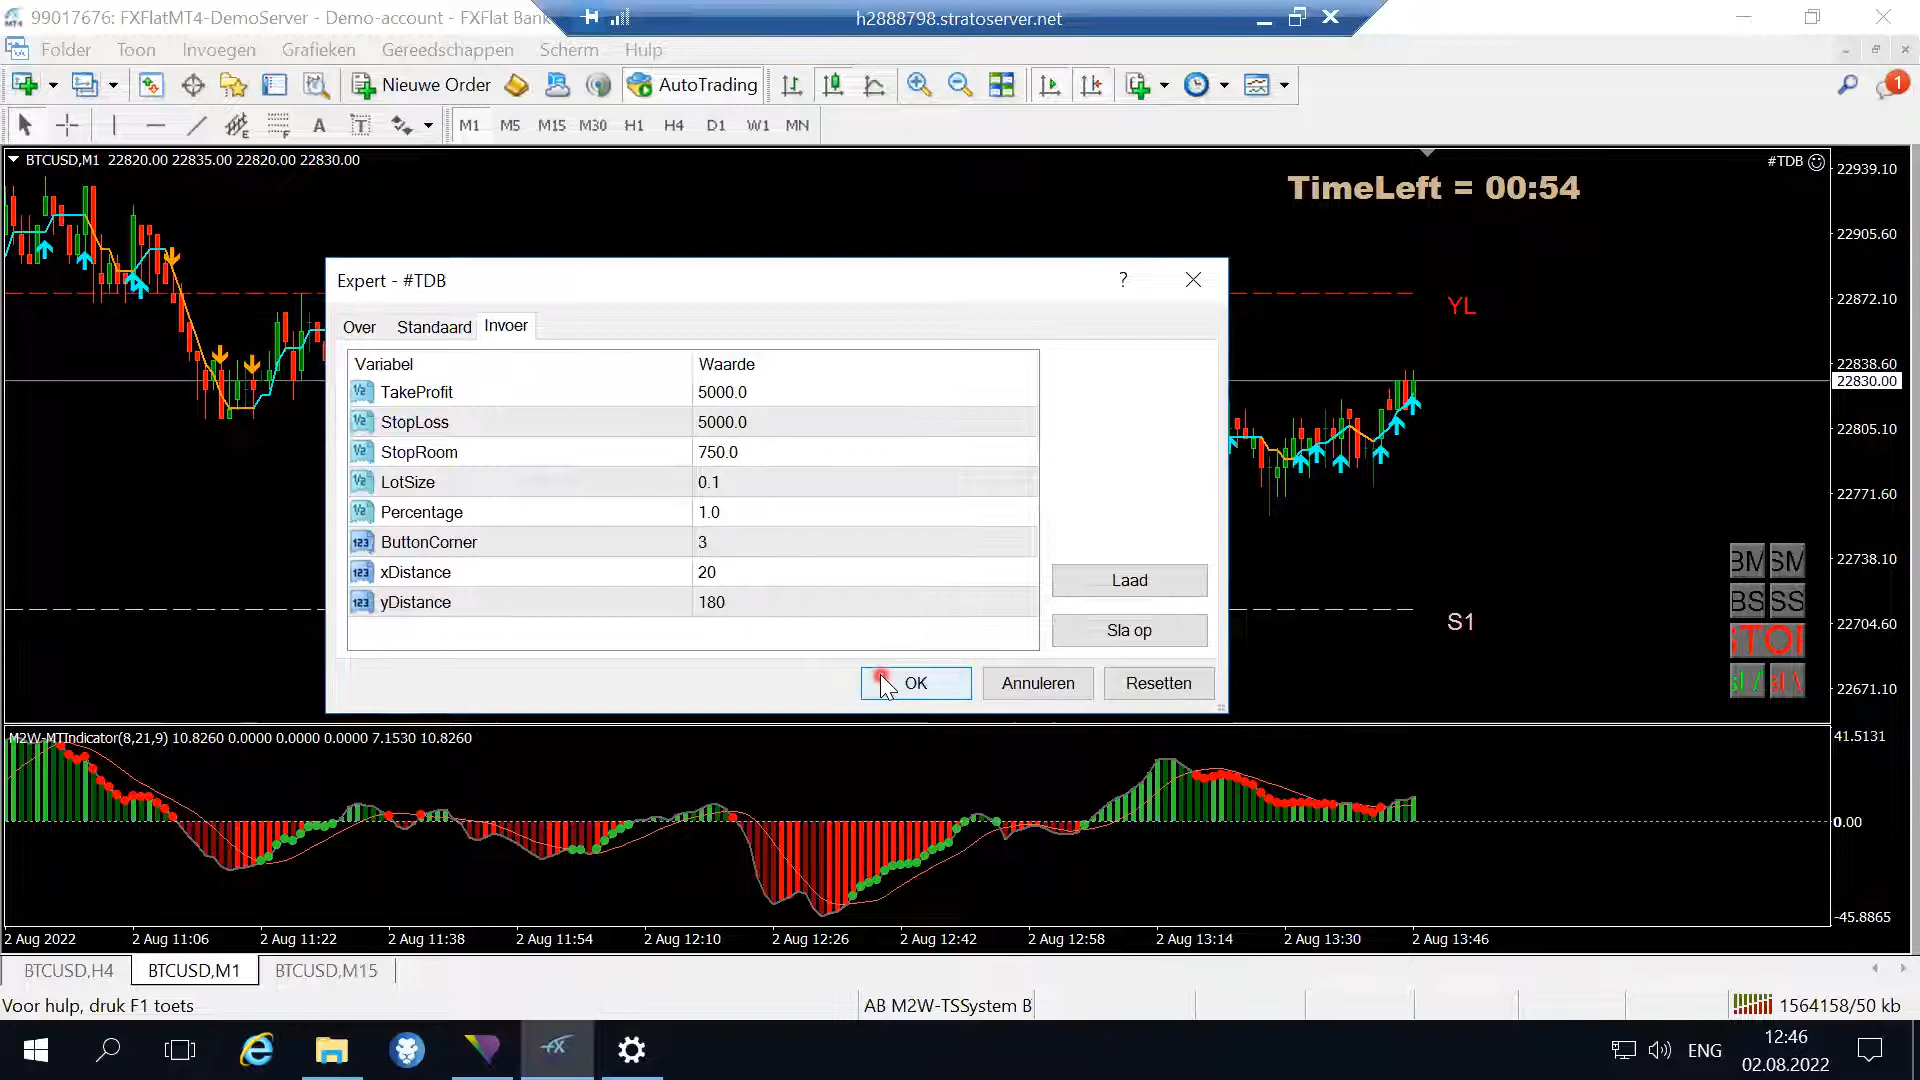 99017676: FXFlatMT4-DemoServer - Demo-account - FXFlat Bank
h2888798.stratoserver.net
Folder Toon Invoegen Grafieken Gereedschappen Scherm Hulp
Nieuwe Order AutoTrading 1
M1 M5 M15 M30 H1 H4 D1 W1 MN
BTCUSD,M1 22820.00 22835.00 22820.00 22830.00
#TDB
TimeLeft = 00:54
22939.10
22905.60
22872.10
22838.60
22830.00
22805.10
22771.60
22738.10
22704.60
22671.10
YL
S1
BM SM
BS SS
STOP
Expert - #TDB
Over Standaard Invoer
Variabel Waarde
TakeProfit 5000.0
StopLoss 5000.0
StopRoom 750.0
LotSize 0.1
Percentage 1.0
ButtonCorner 3
xDistance 20
yDistance 180
Laad
Sla op
OK Annuleren Resetten
M2W-MTIndicator(8,21,9) 10.8260 0.0000 0.0000 0.0000 7.1530 10.8260
41.5131
0.00
-45.8865
2 Aug 2022 2 Aug 11:06 2 Aug 11:22 2 Aug 11:38 2 Aug 11:54 2 Aug 12:10 2 Aug 12:26 2 Aug 12:42 2 Aug 12:58 2 Aug 13:14 2 Aug 13:30 2 Aug 13:46
BTCUSD,H4 BTCUSD,M1 BTCUSD,M15
Voor hulp, druk F1 toets AB M2W-TSSystem B 1564158/50 kb
ENG
12:46
02.08.2022